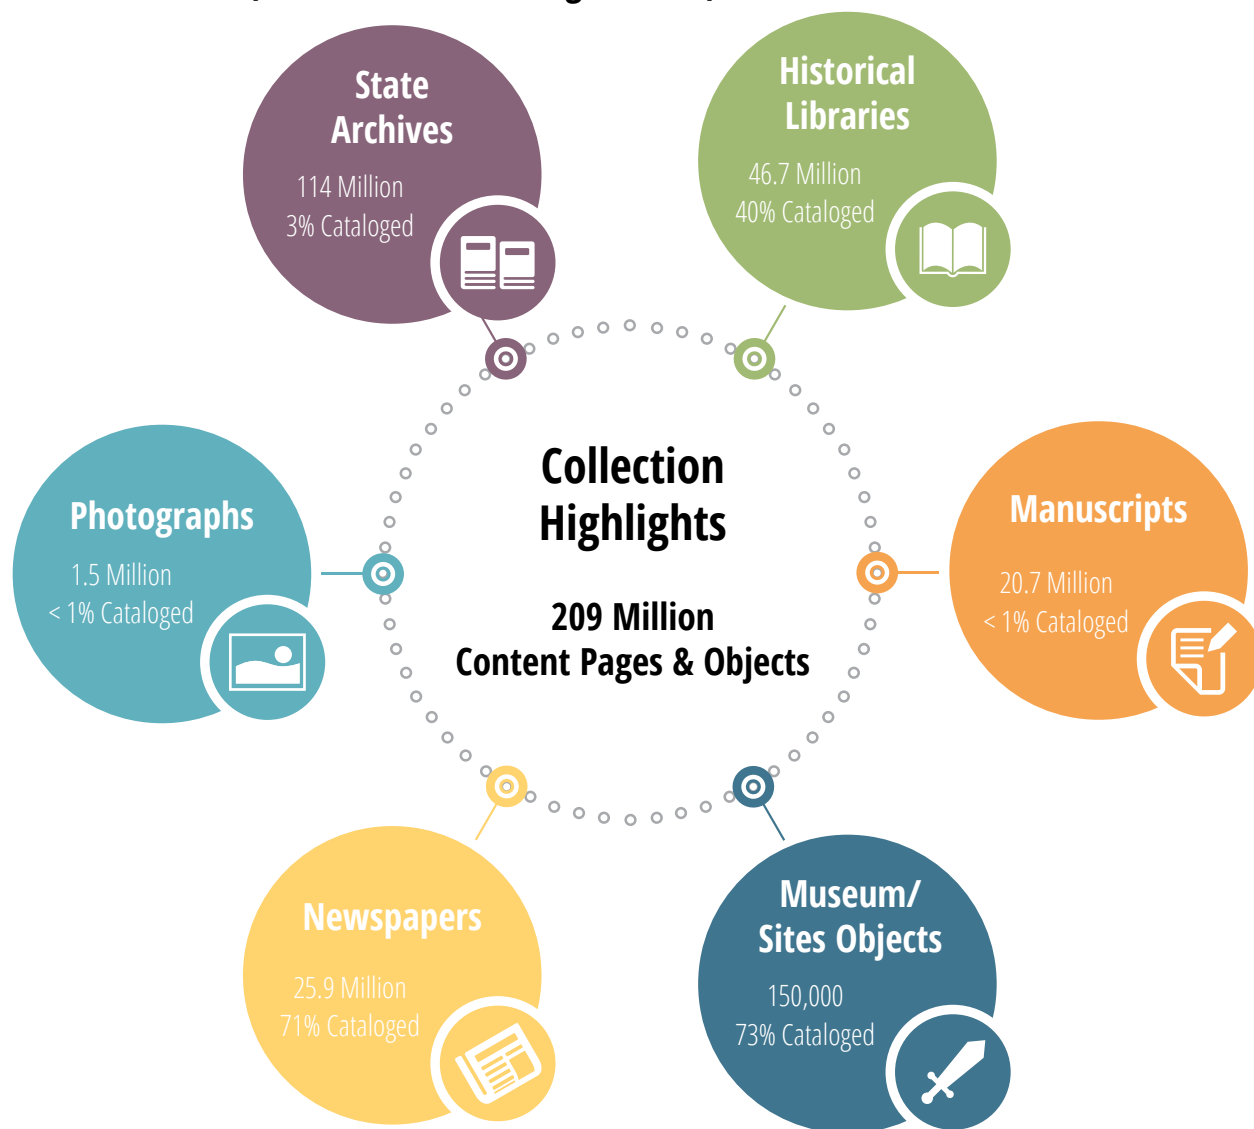 State
Archives
114 Million
3% Cataloged
Historical
Libraries
46.7 Million
40% Cataloged
Photographs
1.5 Million
< 1% Cataloged
Collection
Highlights
209 Million
Content Pages & Objects
Manuscripts
20.7 Million
< 1% Cataloged
Newspapers
25.9 Million
71% Cataloged
Museum/
Sites Objects
150,000
73% Cataloged